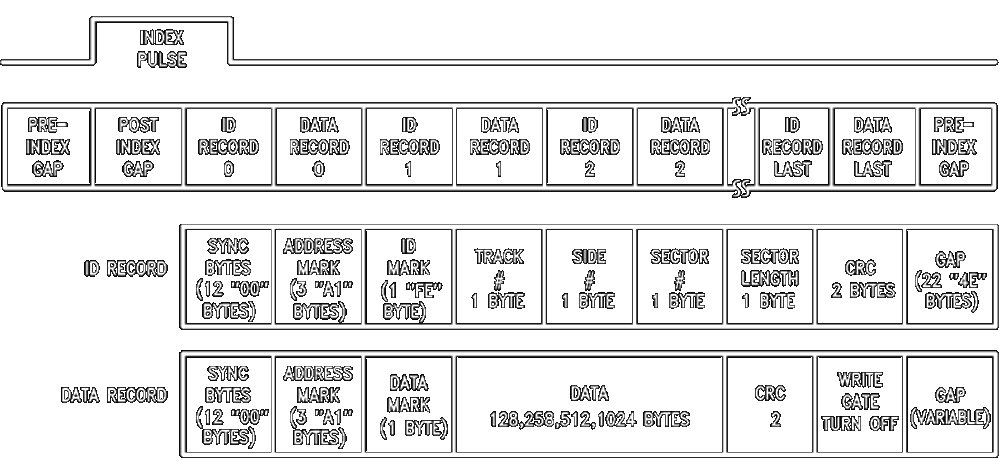 INDEX
PULSE
PRE-
INDEX
GAP
POST
INDEX
GAP
ID
RECORD
0
DATA
RECORD
0
ID
RECORD
1
DATA
RECORD
1
ID
RECORD
2
DATA
RECORD
2
SS
SS
ID
RECORD
LAST
DATA
RECORD
LAST
PRE-
INDEX
GAP
ID RECORD
SYNC
BYTES
(12 "00"
BYTES)
ADDRESS
MARK
(3 "A1"
BYTES)
ID
MARK
(1 "FE"
BYTE)
TRACK
#
1 BYTE
SIDE
#
1 BYTE
SECTOR
#
1 BYTE
SECTOR
LENGTH
1 BYTE
CRC
2 BYTES
GAP
(22 "4E"
BYTES)
DATA RECORD
SYNC
BYTES
(12 "00"
BYTES)
ADDRESS
MARK
(3 "A1"
BYTES)
DATA
MARK
(1 BYTE)
DATA
128,258,512,1024 BYTES
CRC
2
WRITE
GATE
TURN OFF
GAP
(VARIABLE)